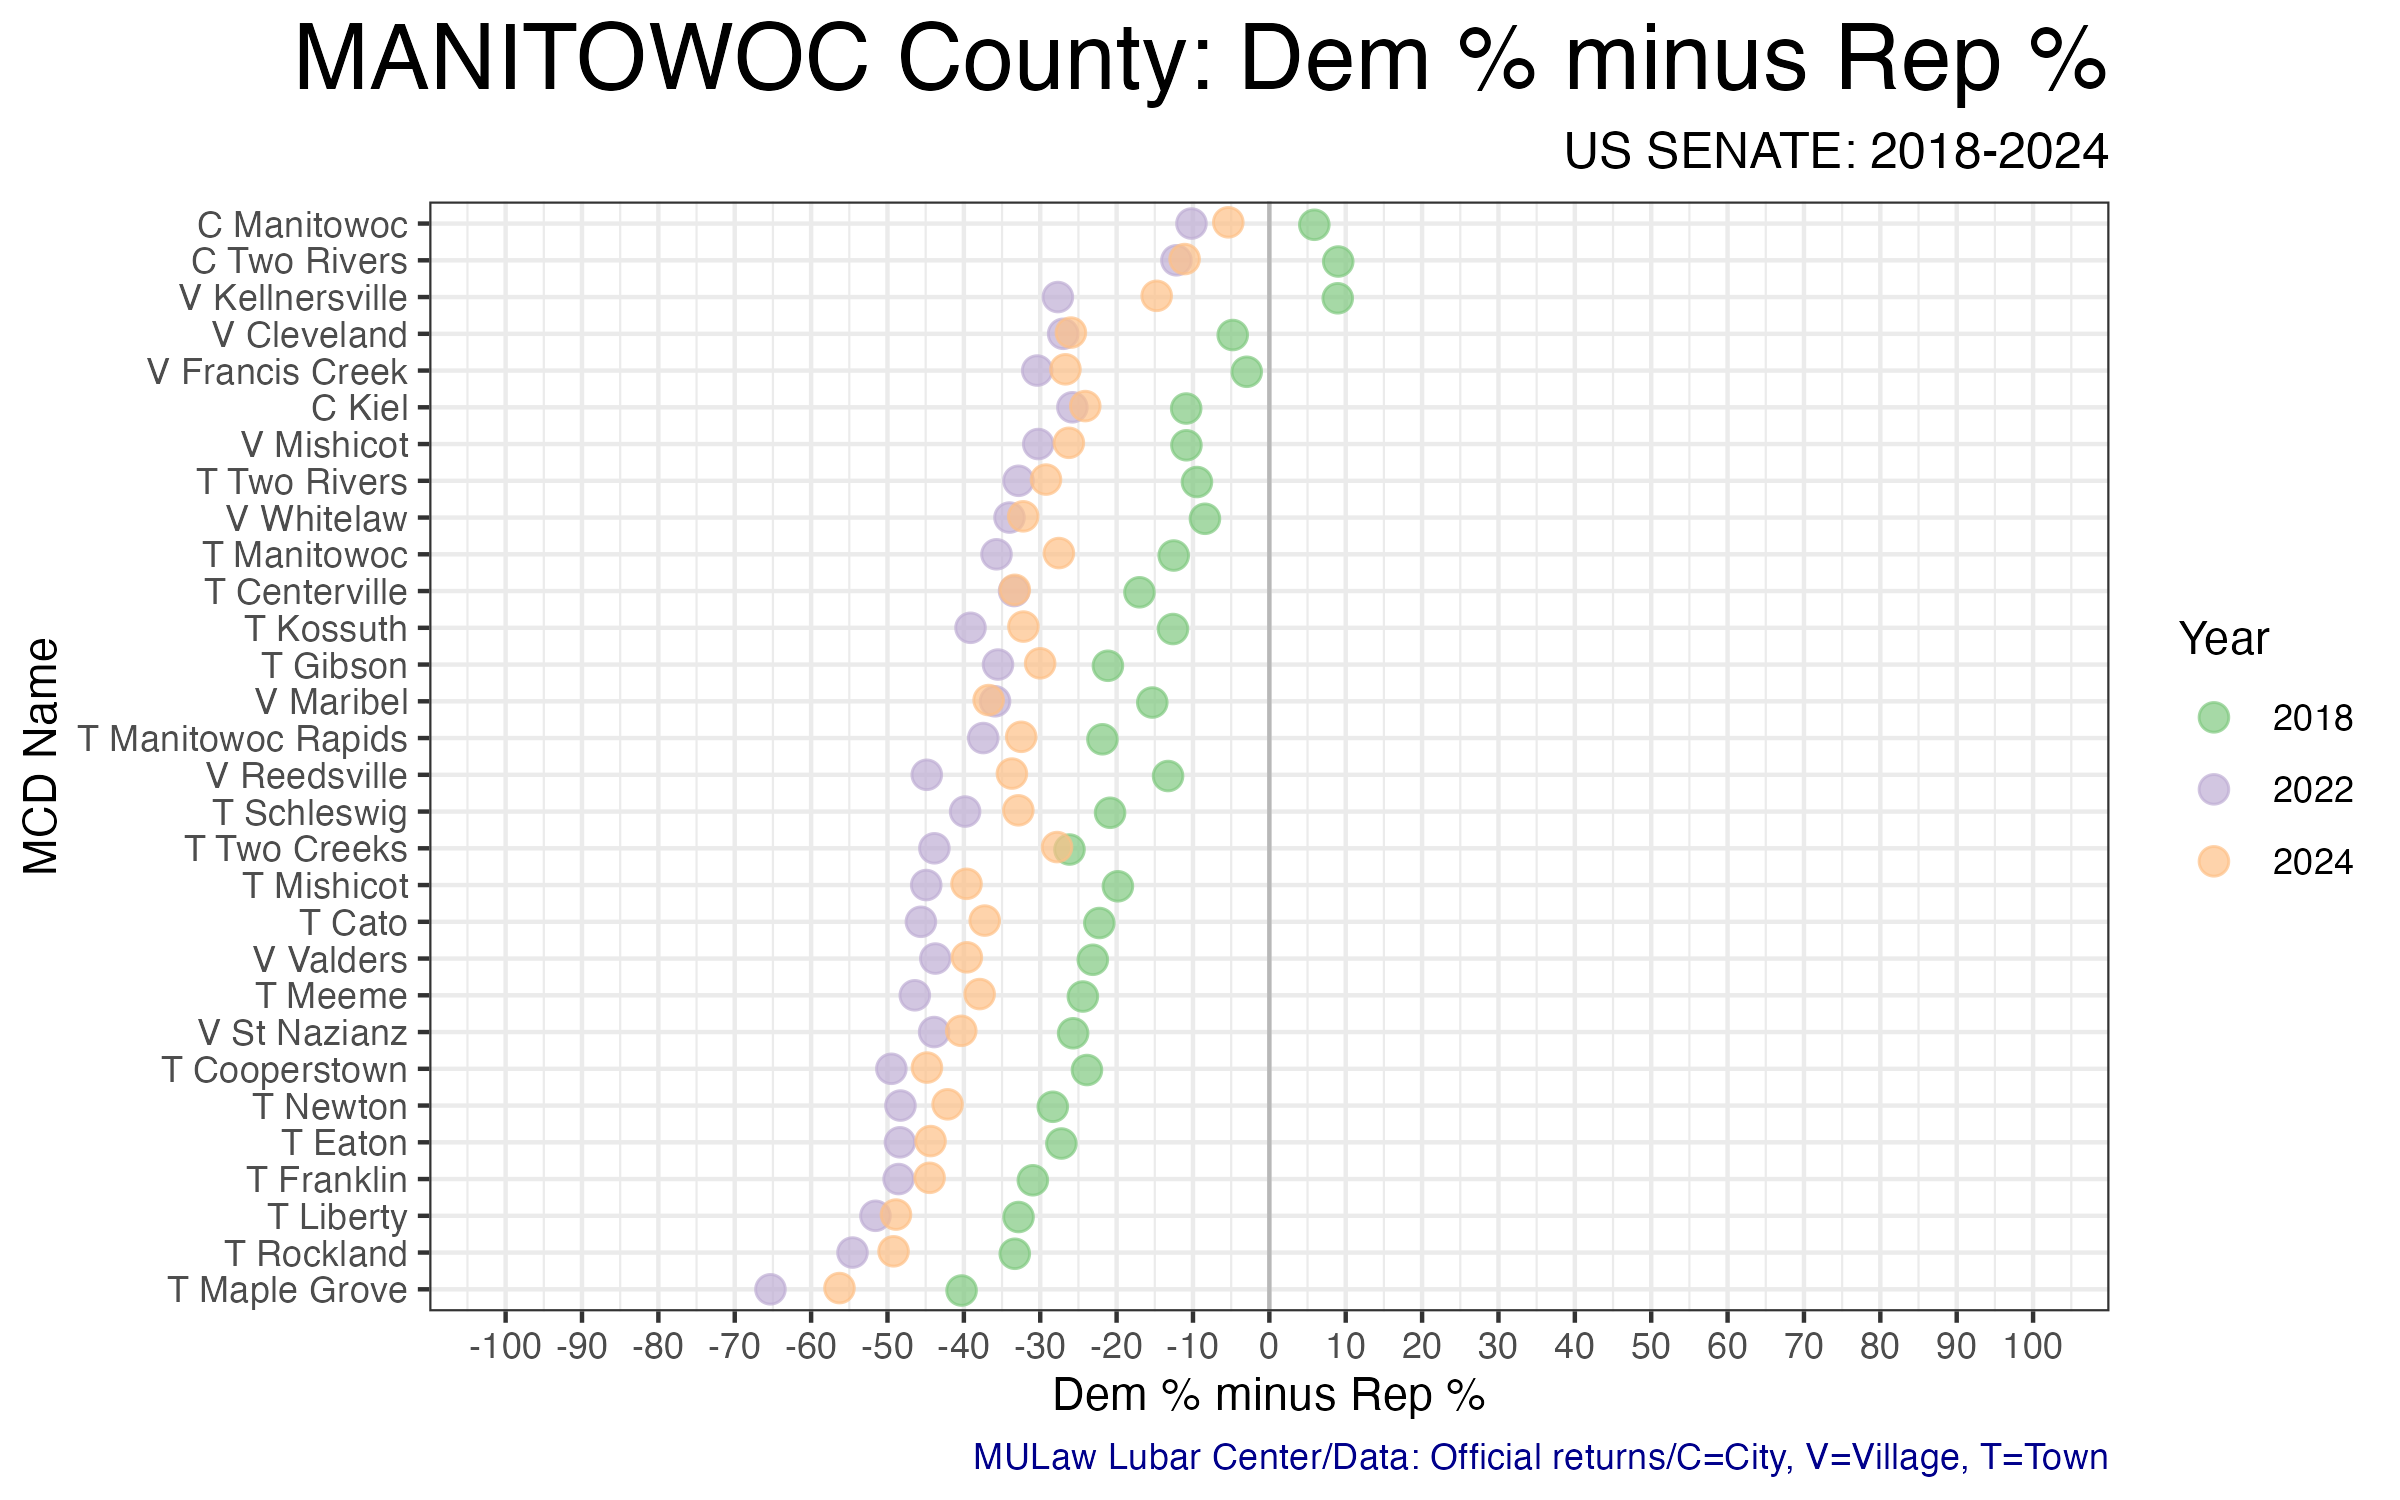 MANITOWOC County: Dem % minus Rep %
US SENATE: 2018-2024
MCD Name
C Manitowoc
C Two Rivers
V Kellnersville
V Cleveland
V Francis Creek
C Kiel
V Mishicot
T Two Rivers
V Whitelaw
T Manitowoc
T Centerville
T Kossuth
T Gibson
V Maribel
T Manitowoc Rapids
V Reedsville
T Schleswig
T Two Creeks
T Mishicot
T Cato
V Valders
T Meeme
V St Nazianz
T Cooperstown
T Newton
T Eaton
T Franklin
T Liberty
T Rockland
T Maple Grove
-100 -90 -80 -70 -60 -50 -40 -30 -20 -10 0 10 20 30 40 50 60 70 80 90 100
Dem % minus Rep %
Year
2018
2022
2024
MULaw Lubar Center/Data: Official returns/C=City, V=Village, T=Town